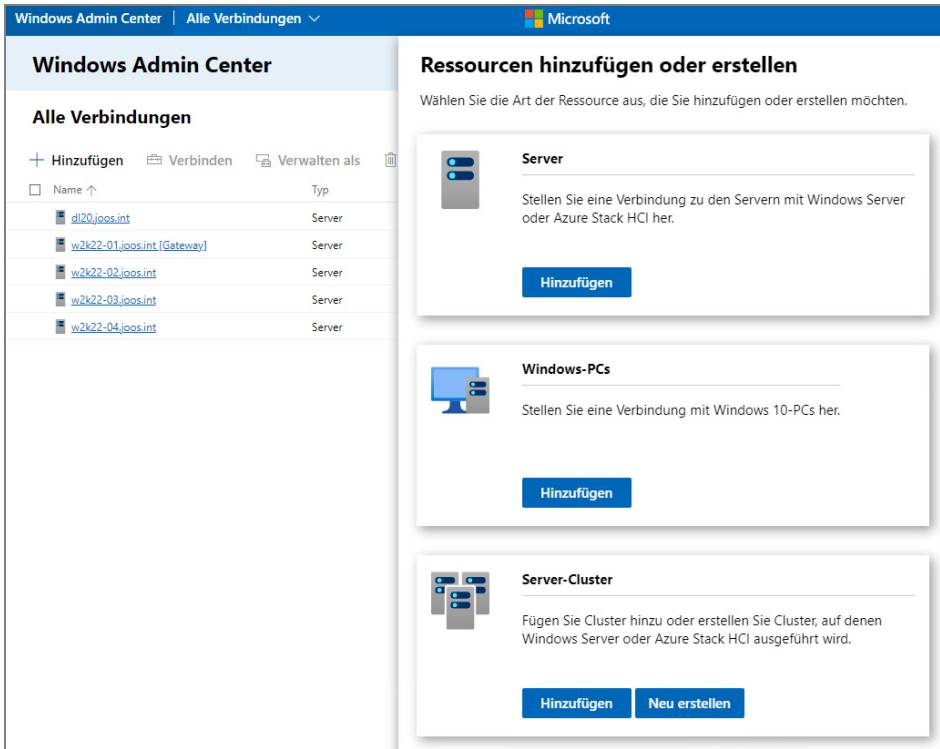 Windows Admin Center | Alle Verbindungen
Microsoft
Windows Admin Center
Alle Verbindungen
Hinzufügen Verbinden Verwalten als
Name Typ
dl20.joos.int Server
w2k22-01.joos.int [Gateway] Server
w2k22-02.joos.int Server
w2k22-03.joos.int Server
w2k22-04.joos.int Server
Ressourcen hinzufügen oder erstellen
Wählen Sie die Art der Ressource aus, die Sie hinzufügen oder erstellen möchten.
Server
Stellen Sie eine Verbindung zu den Servern mit Windows Server
oder Azure Stack HCI her.
Hinzufügen
Windows-PCs
Stellen Sie eine Verbindung mit Windows 10-PCs her.
Hinzufügen
Server-Cluster
Fügen Sie Cluster hinzu oder erstellen Sie Cluster, auf denen
Windows Server oder Azure Stack HCI ausgeführt wird.
Hinzufügen Neu erstellen